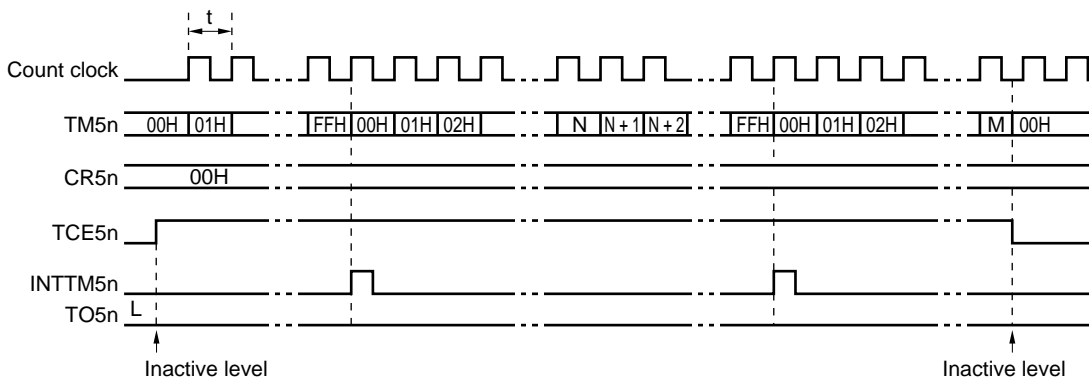 t
Count clock
TM5n 00H 01H FFH 00H 01H 02H N N + 1 N + 2 FFH 00H 01H 02H M 00H
CR5n 00H
TCE5n
INTTM5n
TO5n L
Inactive level Inactive level